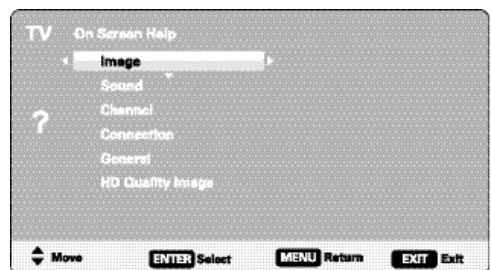 TV On Screen Help
Image
Sound
Channel
?
Connection
General
HD Quality Image
Move ENTER Select MENU Return EXIT Exit